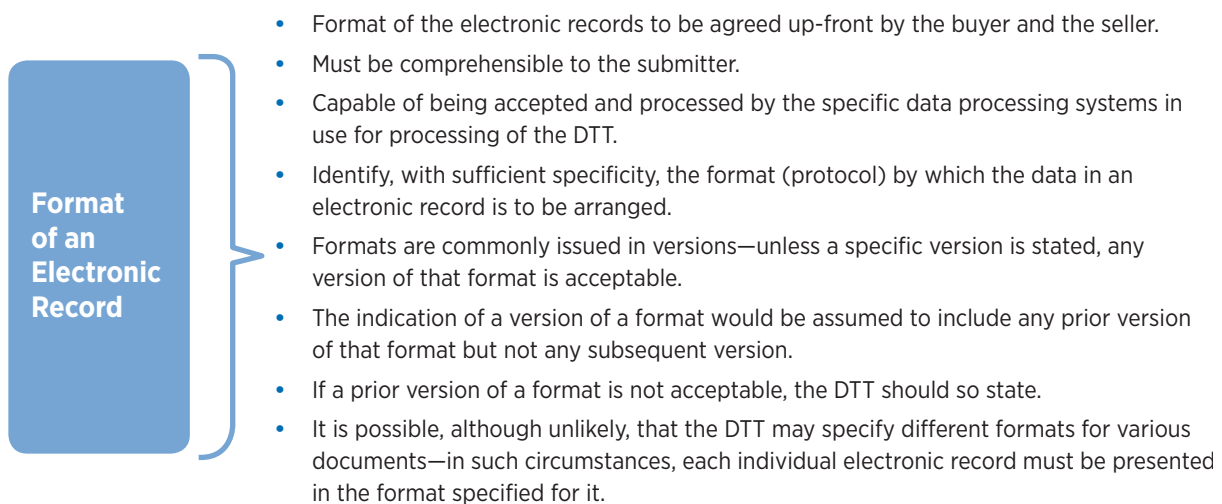 Format
of an
Electronic
Record
• Format of the electronic records to be agreed up-front by the buyer and the seller.
• Must be comprehensible to the submitter.
• Capable of being accepted and processed by the specific data processing systems in
use for processing of the DTT.
• Identify, with sufficient specificity, the format (protocol) by which the data in an
electronic record is to be arranged.
• Formats are commonly issued in versions—unless a specific version is stated, any
version of that format is acceptable.
• The indication of a version of a format would be assumed to include any prior version
of that format but not any subsequent version.
• If a prior version of a format is not acceptable, the DTT should so state.
• It is possible, although unlikely, that the DTT may specify different formats for various
documents—in such circumstances, each individual electronic record must be presented
in the format specified for it.